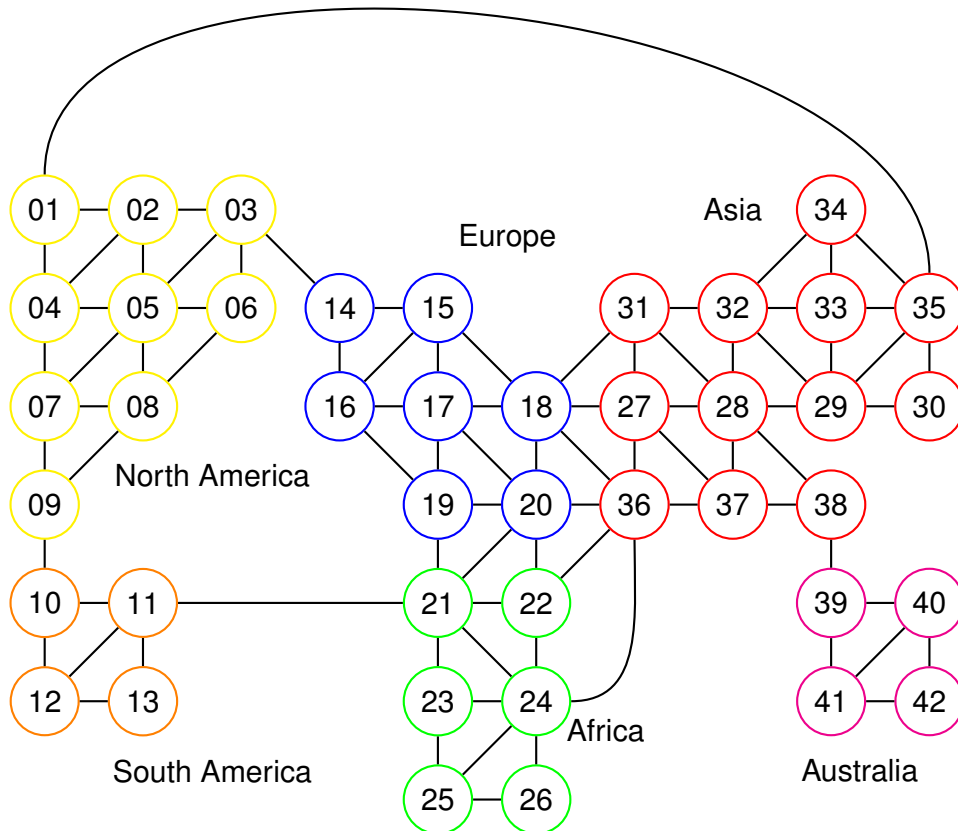 01 02 03 Asia 34
Europe
04 05 06 14 15 31 32 33 35
07 08 16 17 18 27 28 29 30
North America
09 19 20 36 37 38
10 11 21 22 39 40
12 13 23 24 41 42
Africa
South America Australia
25 26